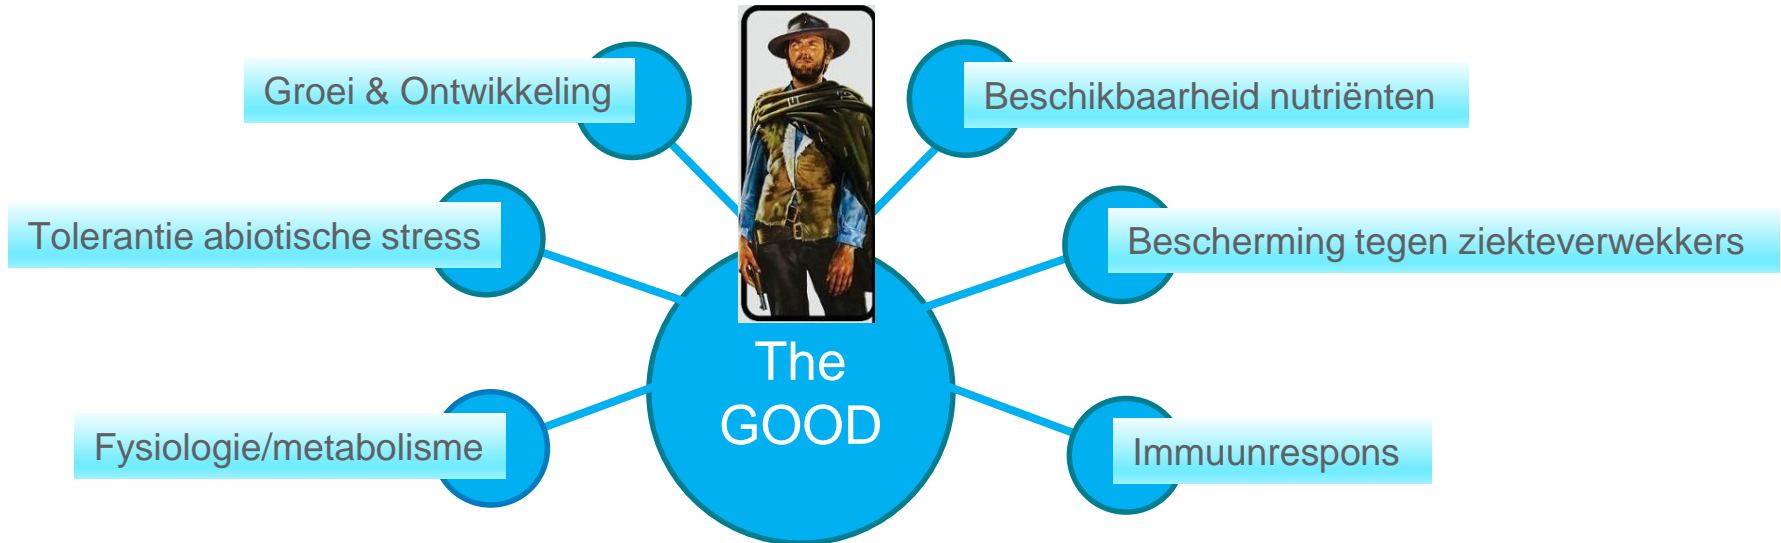 Groei & Ontwikkeling
Beschikbaarheid nutriënten
Tolerantie abiotische stress
Bescherming tegen ziekteverwekkers
The
GOOD
Fysiologie/metabolisme
Immuunrespons